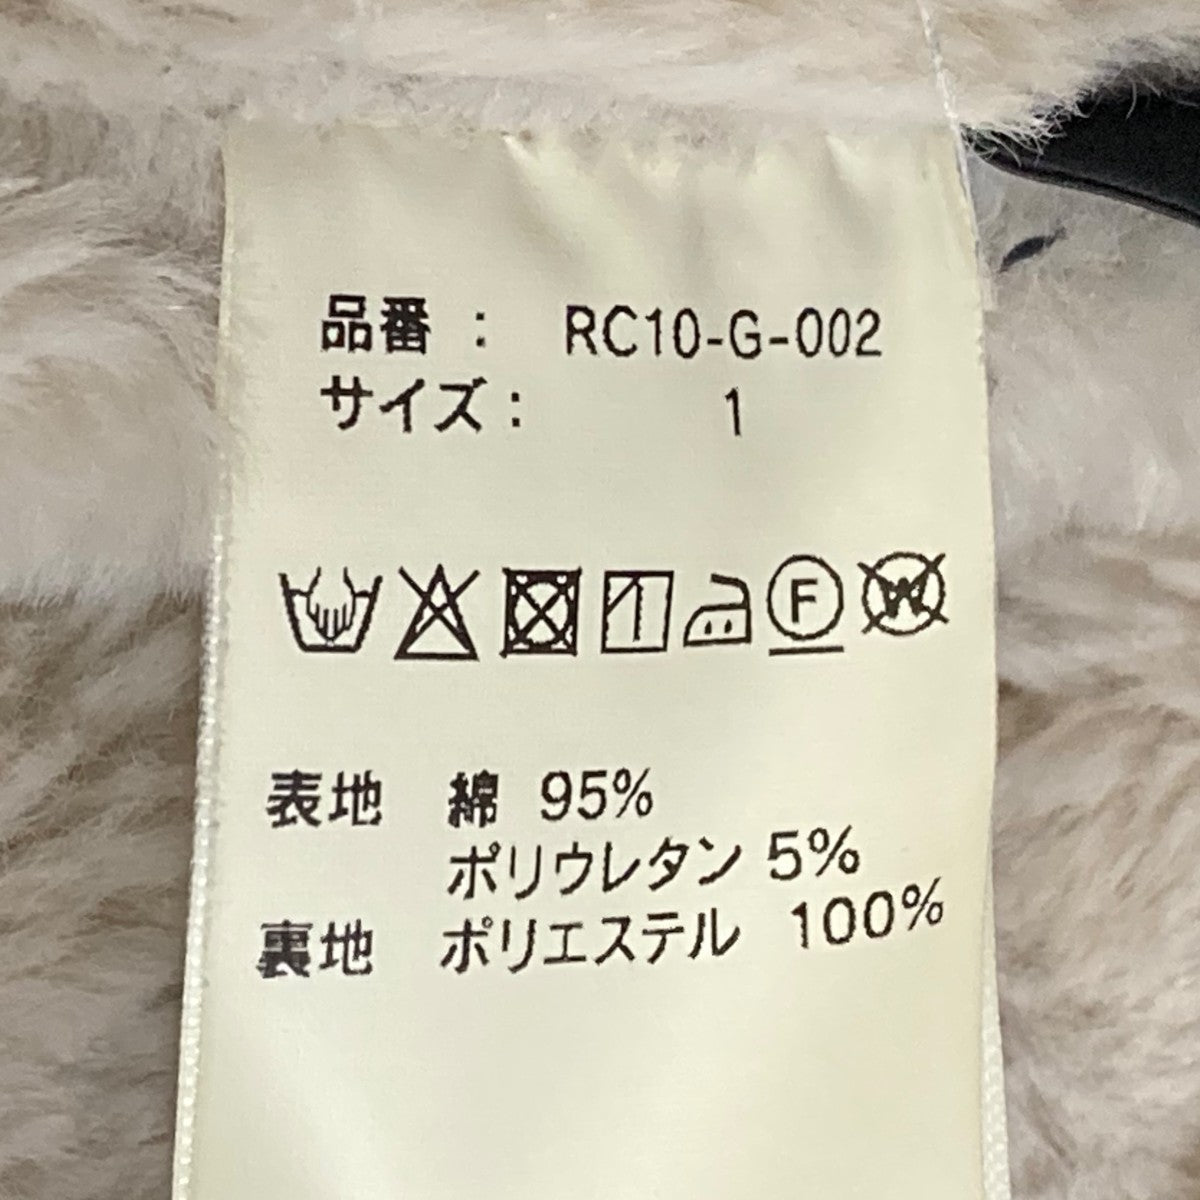 品番 : RC10-G-002
サイズ: 1
F W
表地 綿 95%
ポリウレタン 5%
裏地 ポリエステル 100%